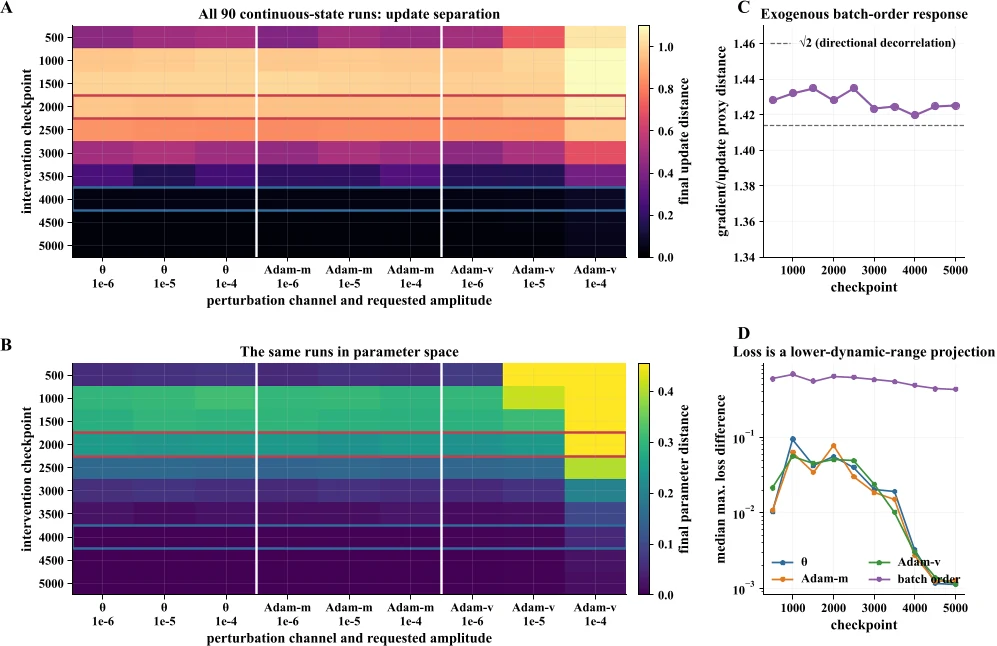 A
All 90 continuous-state runs: update separation
intervention checkpoint
500
1000
1500
2000
2500
3000
3500
4000
4500
5000
θ θ θ Adam-m Adam-m Adam-m Adam-v Adam-v Adam-v
1e-6 1e-5 1e-4 1e-6 1e-5 1e-4 1e-6 1e-5 1e-4
perturbation channel and requested amplitude
1.0
0.8
0.6
0.4
0.2
0.0
final update distance
C
Exogenous batch-order response
gradient/update proxy distance
1.46
1.44
1.42
1.40
1.38
1.36
1.34
√2 (directional decorrelation)
1000 2000 3000 4000 5000
checkpoint
B
The same runs in parameter space
intervention checkpoint
500
1000
1500
2000
2500
3000
3500
4000
4500
5000
θ θ θ Adam-m Adam-m Adam-m Adam-v Adam-v Adam-v
1e-6 1e-5 1e-4 1e-6 1e-5 1e-4 1e-6 1e-5 1e-4
perturbation channel and requested amplitude
0.4
0.3
0.2
0.1
0.0
final parameter distance
D
Loss is a lower-dynamic-range projection
median max. loss difference
10⁻¹
10⁻²
10⁻³
θ Adam-v
Adam-m batch order
1000 2000 3000 4000 5000
checkpoint